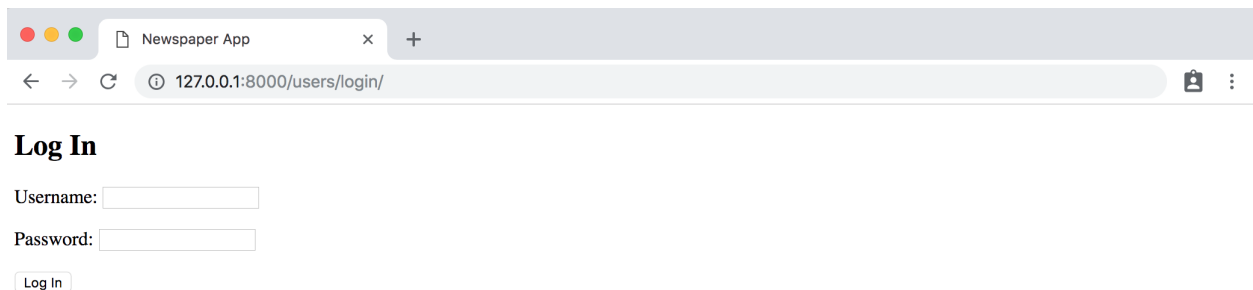 Newspaper App
127.0.0.1:8000/users/login/
Log In
Username:
Password:
Log In